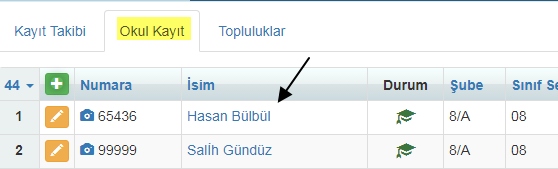 Kayıt Takibi Okul Kayıt Topluluklar
44 Numara İsim Durum Şube Sınıf Se
1 65436 Hasan Bülbül 8/A 08
2 99999 Salih Gündüz 8/A 08